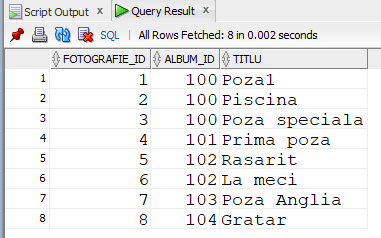 Script Output x Query Result x
SQL | All Rows Fetched: 8 in 0.002 seconds
FOTOGRAFIE_ID ALBUM_ID TITLU
1 1 100 Poza1
2 2 100 Piscina
3 3 100 Poza speciala
4 4 101 Prima poza
5 5 102 Rasarit
6 6 102 La meci
7 7 103 Poza Anglia
8 8 104 Gratar